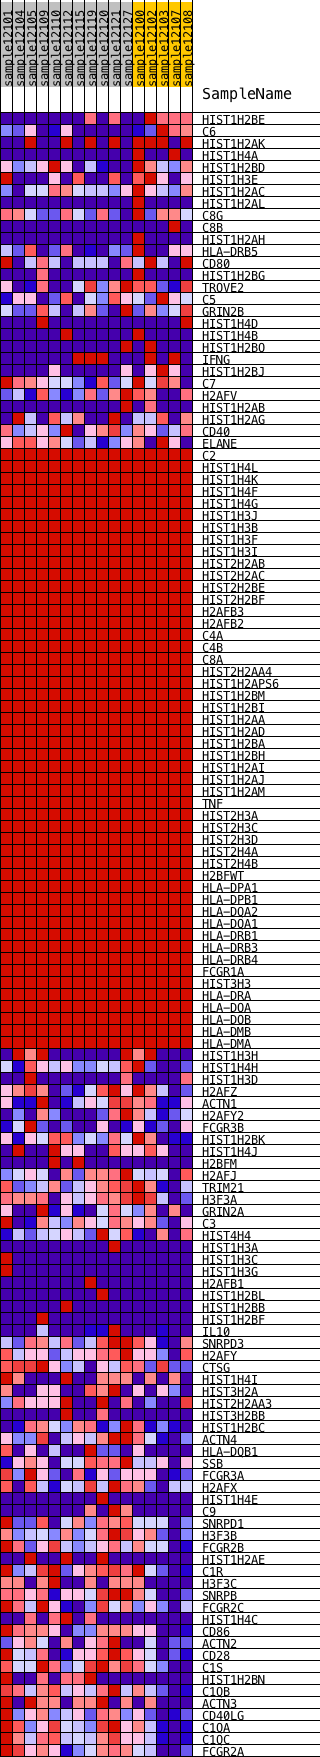 sample12101
sample12104
sample12105
sample12109
sample12110
sample12112
sample12115
sample12119
sample12120
sample12121
sample12100
sample12102
sample12103
sample12107
sample12108
SampleName
HIST1H2BE
C6
HIST1H2AK
HIST1H4A
HIST1H2BD
HIST1H3E
HIST1H2AC
HIST1H2AL
C8G
C8B
HIST1H2AH
HLA-DRB5
CD80
HIST1H2BG
TROVE2
C5
GRIN2B
HIST1H4D
HIST1H4B
HIST1H2BO
IFNG
HIST1H2BJ
C7
H2AFV
HIST1H2AB
HIST1H2AG
CD40
ELANE
C2
HIST1H4L
HIST1H4K
HIST1H4F
HIST1H4G
HIST1H3J
HIST1H3B
HIST1H3F
HIST1H3I
HIST2H2AB
HIST2H2AC
HIST2H2BE
HIST2H2BF
H2AFB3
H2AFB2
C4A
C4B
C8A
HIST2H2AA4
HIST1H2APS6
HIST1H2BM
HIST1H2BI
HIST1H2AA
HIST1H2AD
HIST1H2BA
HIST1H2BH
HIST1H2AI
HIST1H2AJ
HIST1H2AM
TNF
HIST2H3A
HIST2H3C
HIST2H3D
HIST2H4A
HIST2H4B
H2BFWT
HLA-DPA1
HLA-DPB1
HLA-DQA2
HLA-DQA1
HLA-DRB1
HLA-DRB3
HLA-DRB4
FCGR1A
HIST3H3
HLA-DRA
HLA-DOA
HLA-DOB
HLA-DMB
HLA-DMA
HIST1H3H
HIST1H4H
HIST1H3D
H2AFZ
ACTN1
H2AFY2
FCGR3B
HIST1H2BK
HIST1H4J
H2BFM
H2AFJ
TRIM21
H3F3A
GRIN2A
C3
HIST4H4
HIST1H3A
HIST1H3C
HIST1H3G
H2AFB1
HIST1H2BL
HIST1H2BB
HIST1H2BF
IL10
SNRPD3
H2AFY
CTSG
HIST1H4I
HIST3H2A
HIST2H2AA3
HIST3H2BB
HIST1H2BC
ACTN4
HLA-DQB1
SSB
FCGR3A
H2AFX
HIST1H4E
C9
SNRPD1
H3F3B
FCGR2B
HIST1H2AE
C1R
H3F3C
SNRPB
FCGR2C
HIST1H4C
CD86
ACTN2
CD28
C1S
HIST1H2BN
C1QB
ACTN3
CD40LG
C1QA
C1QC
FCGR2A